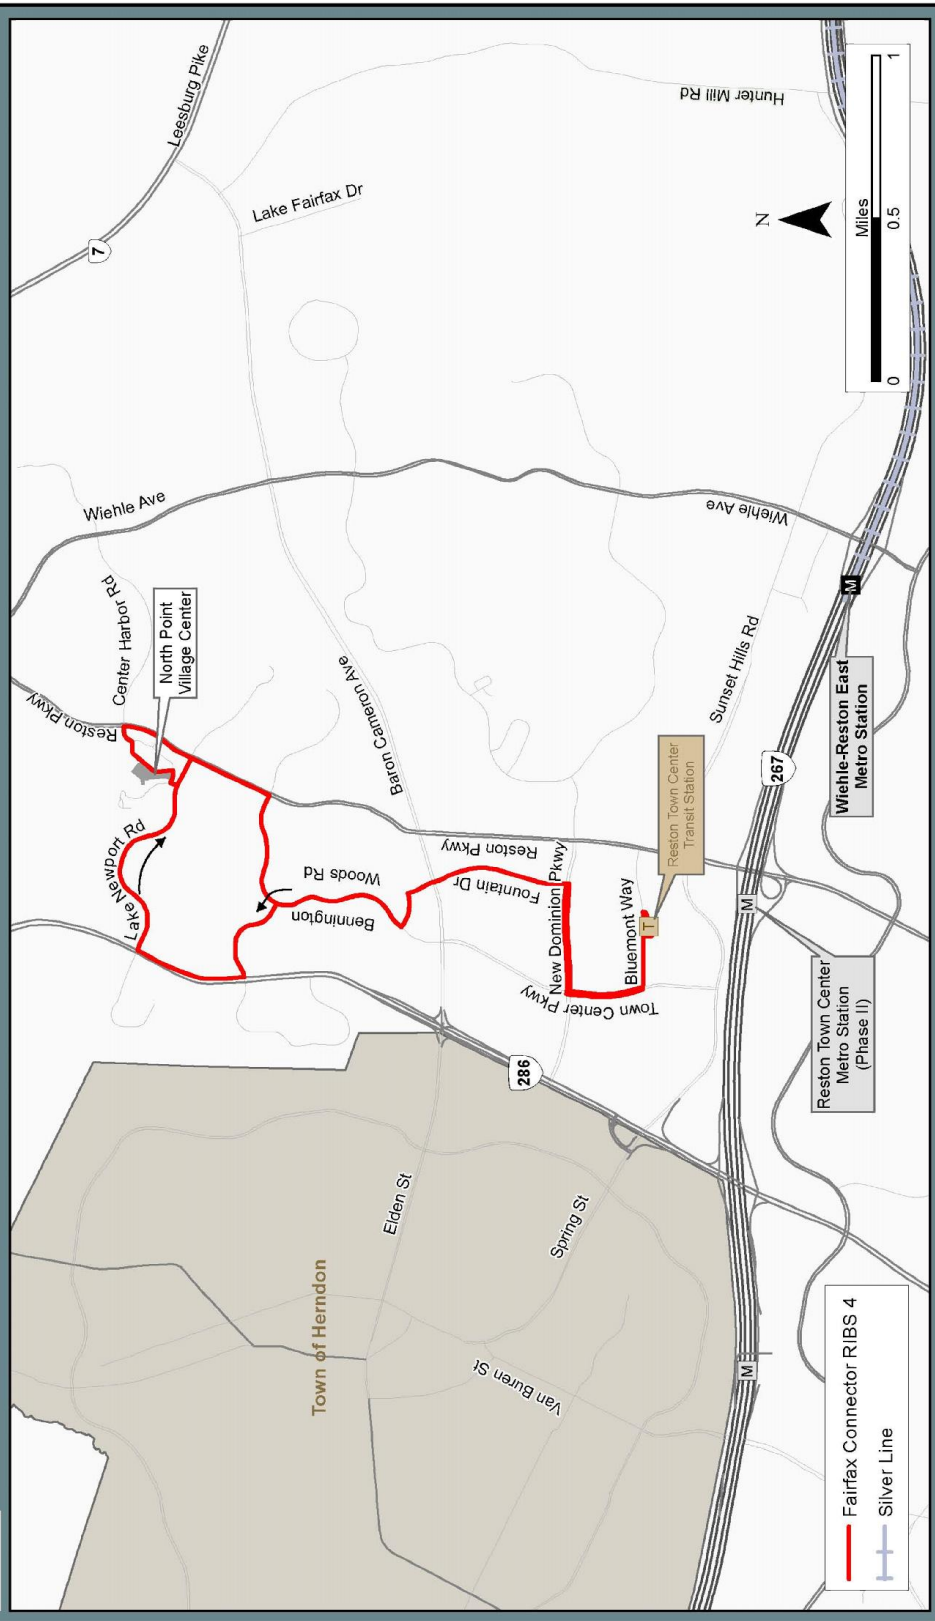 Leesburg Pike
7
Lake Fairfax Dr
Hunter Mill Rd
N
Miles
0
0.5
1
Wiehle Ave
Wiehle Ave
Center Harbor Rd
North Point
Village Center
Reston Pkwy
Baron Cameron Ave
Sunset Hills Rd
M
Wiehle-Reston East
Metro Station
267
Lake Newport Rd
Reston Pkwy
Bennington
Woods Rd
Fountain Dr
New Dominion Pkwy
Bluemont Way
Town Center Pkwy
T
Reston Town Center
Transit Station
M
Reston Town Center
Metro Station
(Phase II)
286
Elden St
Spring St
Town of Herndon
Van Buren St
M
Fairfax Connector RIBS 4
Silver Line